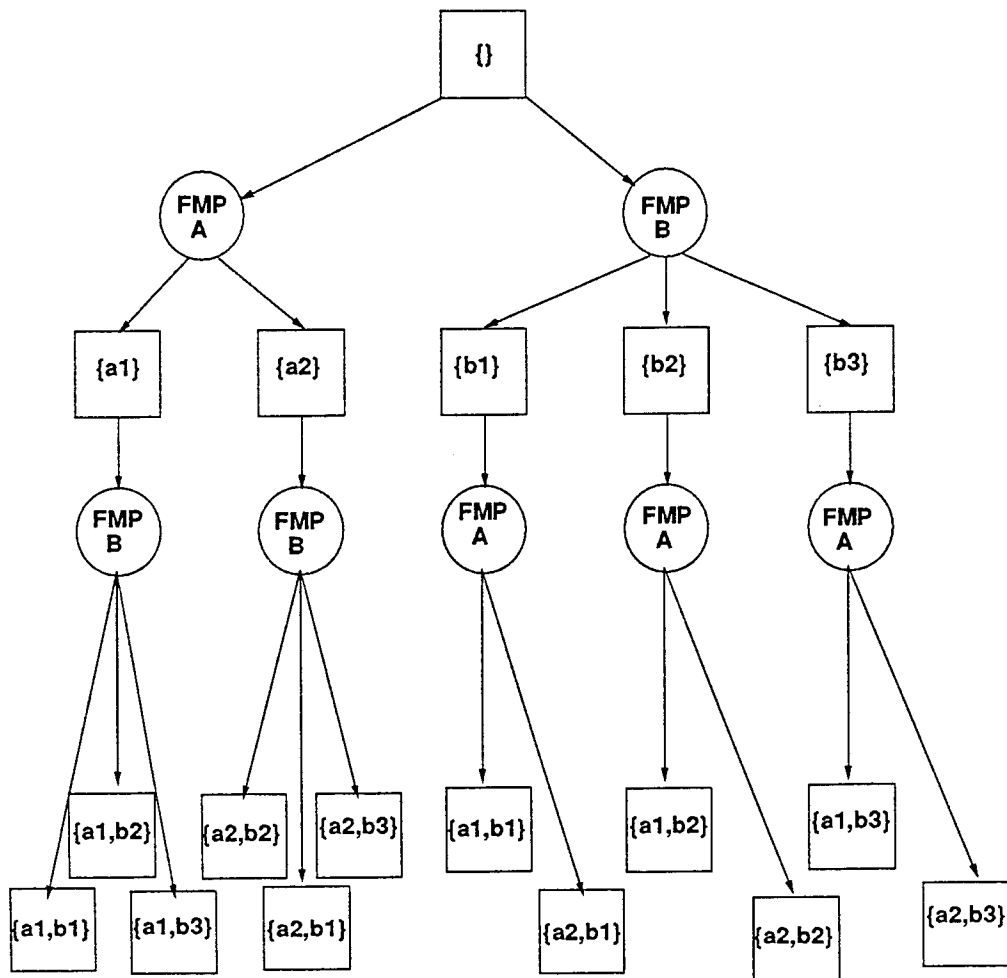 {}
FMP
A
FMP
B
{a1}
{a2}
{b1}
{b2}
{b3}
FMP
B
FMP
B
FMP
A
FMP
A
FMP
A
{a1,b2}
{a2,b2}
{a2,b3}
{a1,b1}
{a1,b2}
{a1,b3}
{a1,b1}
{a1,b3}
{a2,b1}
{a2,b1}
{a2,b2}
{a2,b3}